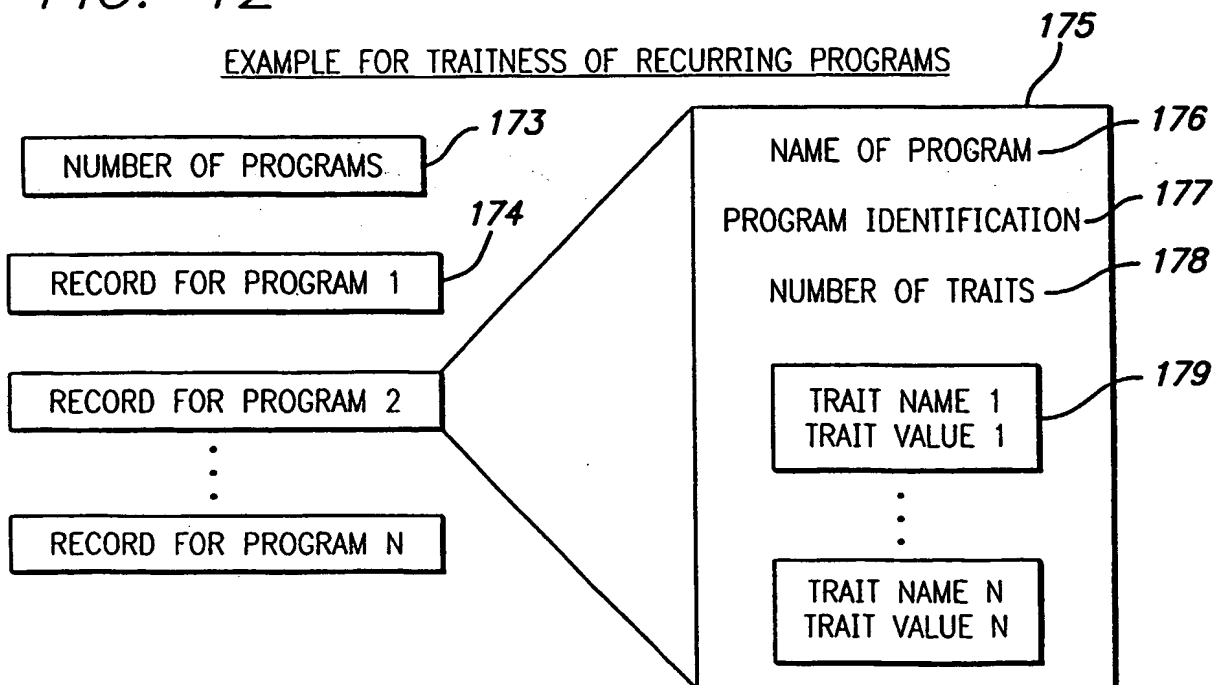 EXAMPLE FOR TRAITNESS OF RECURRING PROGRAMS
173
NUMBER OF PROGRAMS
174
RECORD FOR PROGRAM 1
RECORD FOR PROGRAM 2
RECORD FOR PROGRAM N
175
NAME OF PROGRAM
176
PROGRAM IDENTIFICATION
177
NUMBER OF TRAITS
178
179
TRAIT NAME 1
TRAIT VALUE 1
TRAIT NAME N
TRAIT VALUE N